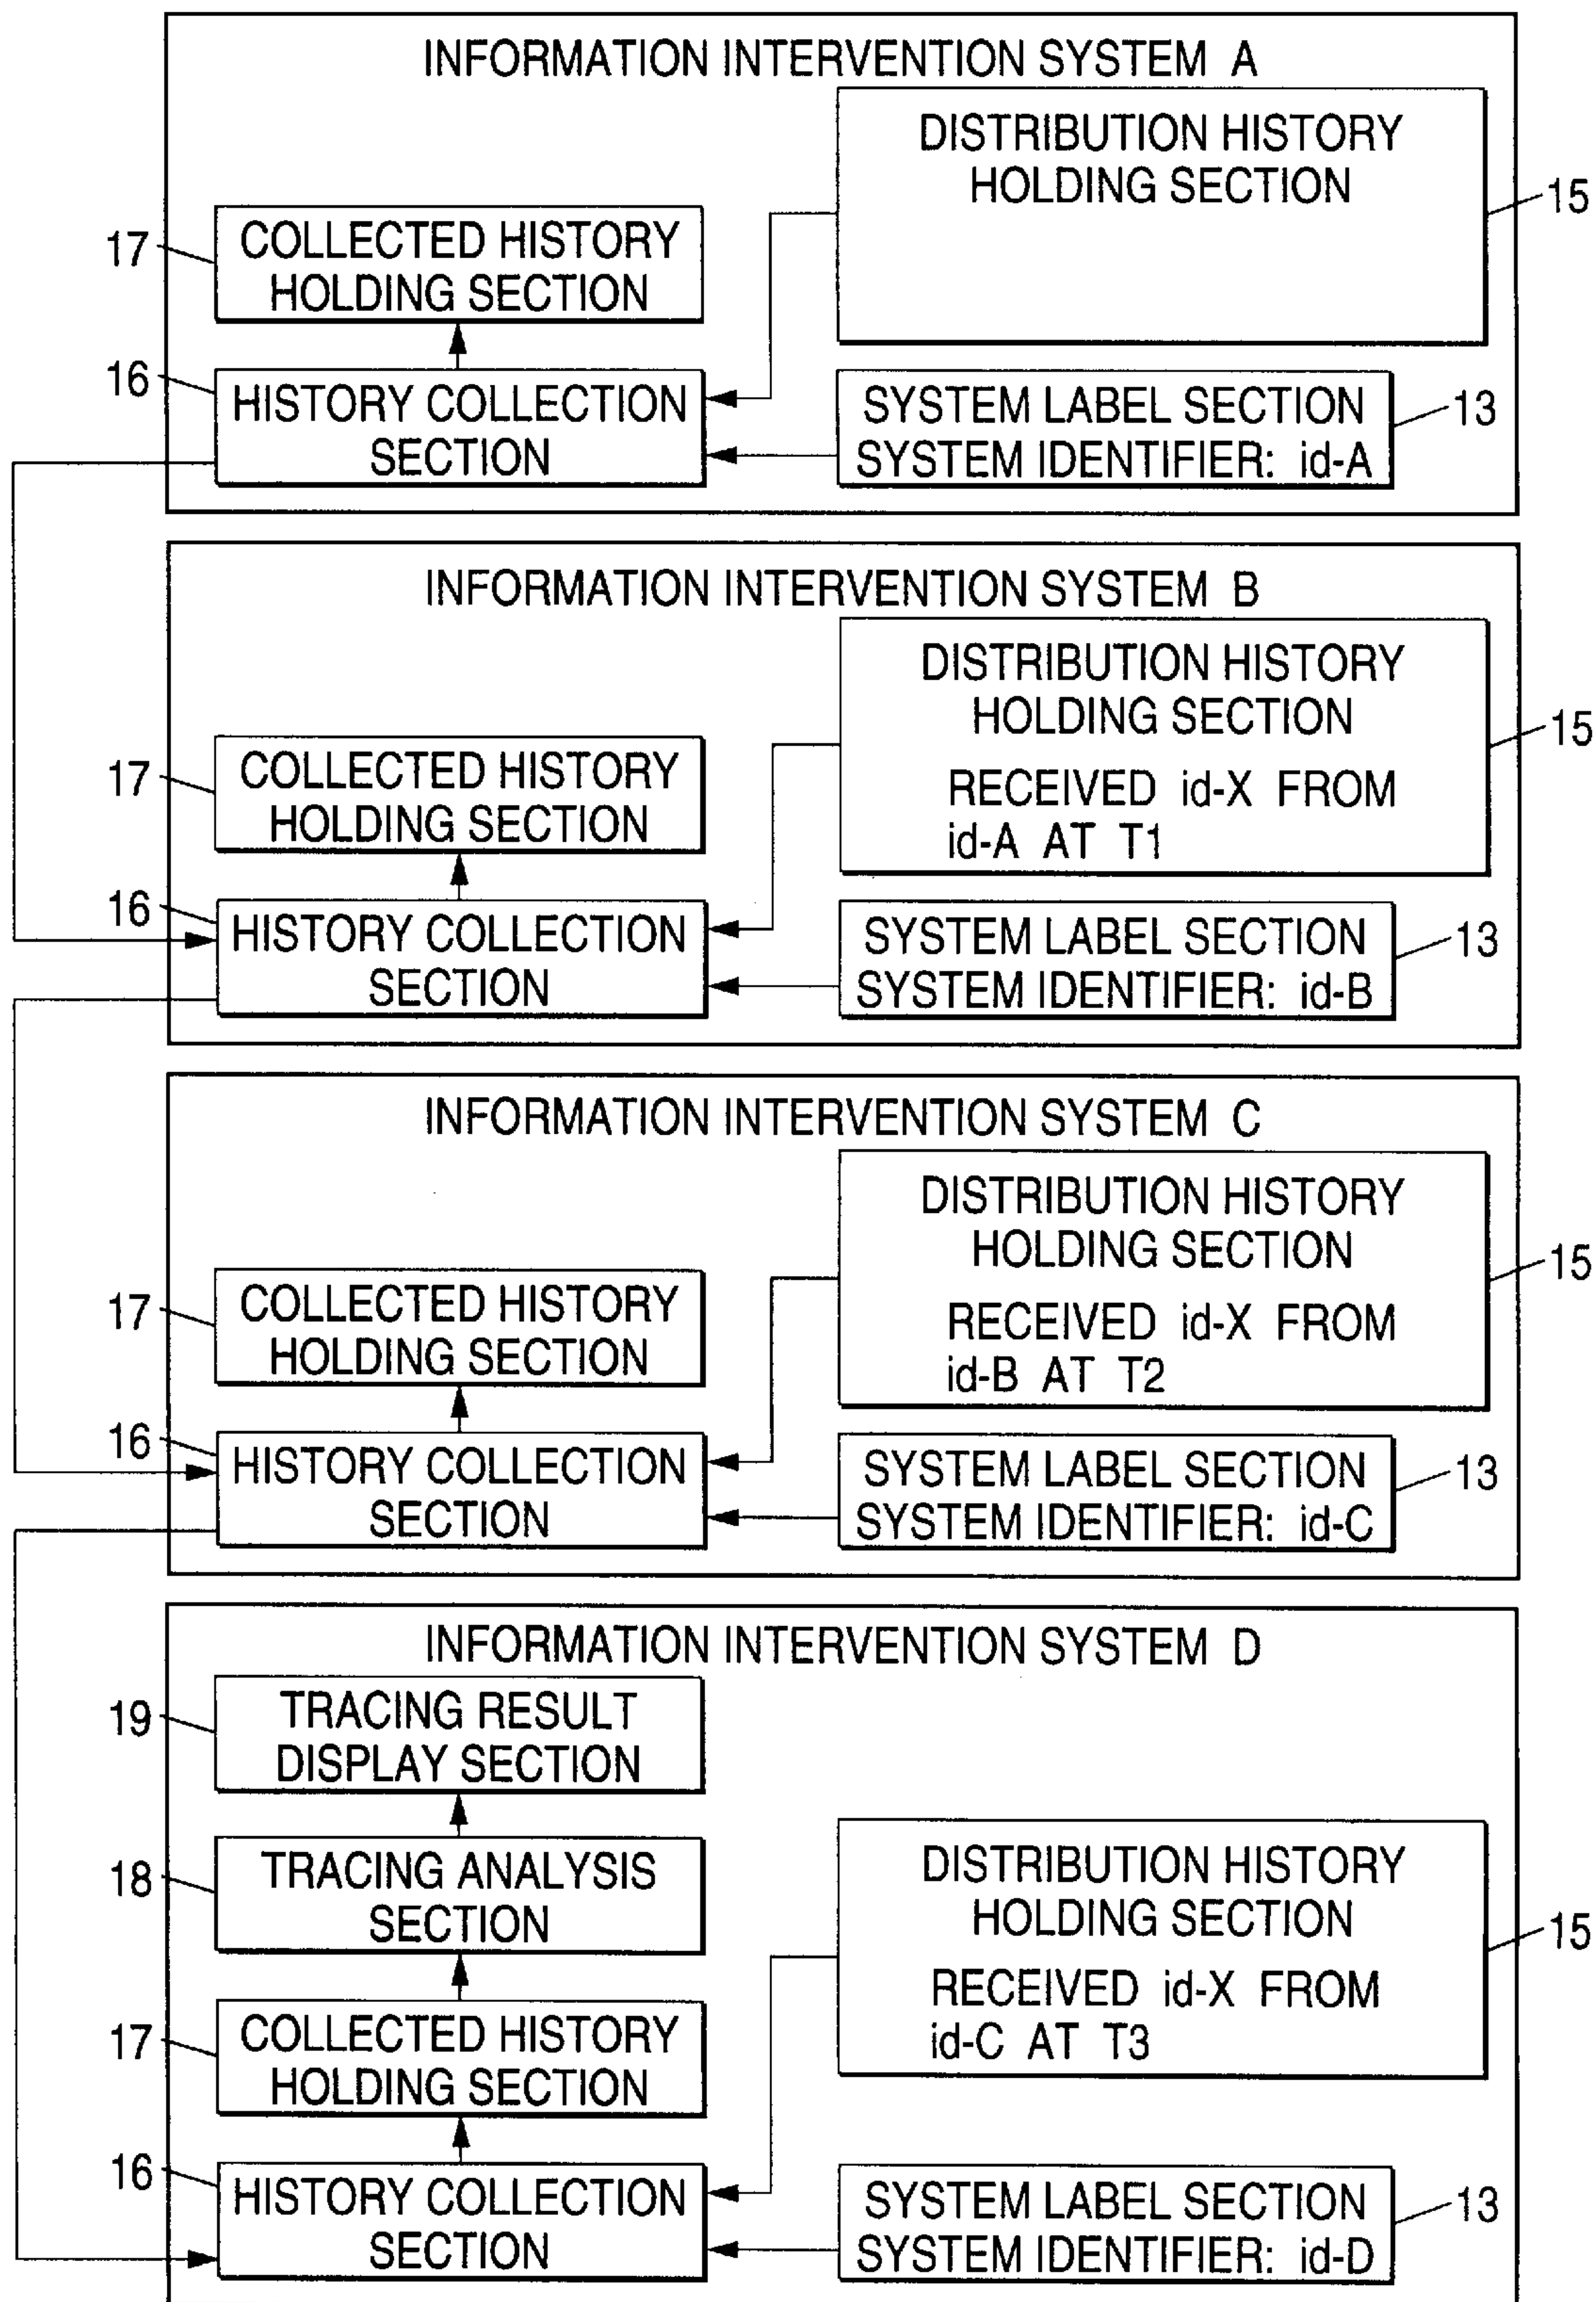 INFORMATION INTERVENTION SYSTEM A
DISTRIBUTION HISTORY
HOLDING SECTION
15
17
COLLECTED HISTORY
HOLDING SECTION
16
HISTORY COLLECTION
SECTION
SYSTEM LABEL SECTION
SYSTEM IDENTIFIER: id-A
13
INFORMATION INTERVENTION SYSTEM B
DISTRIBUTION HISTORY
HOLDING SECTION
RECEIVED id-X FROM
id-A AT T1
15
17
COLLECTED HISTORY
HOLDING SECTION
16
HISTORY COLLECTION
SECTION
SYSTEM LABEL SECTION
SYSTEM IDENTIFIER: id-B
13
INFORMATION INTERVENTION SYSTEM C
DISTRIBUTION HISTORY
HOLDING SECTION
RECEIVED id-X FROM
id-B AT T2
15
17
COLLECTED HISTORY
HOLDING SECTION
16
HISTORY COLLECTION
SECTION
SYSTEM LABEL SECTION
SYSTEM IDENTIFIER: id-C
13
INFORMATION INTERVENTION SYSTEM D
19
TRACING RESULT
DISPLAY SECTION
18
TRACING ANALYSIS
SECTION
DISTRIBUTION HISTORY
HOLDING SECTION
RECEIVED id-X FROM
id-C AT T3
15
17
COLLECTED HISTORY
HOLDING SECTION
16
HISTORY COLLECTION
SECTION
SYSTEM LABEL SECTION
SYSTEM IDENTIFIER: id-D
13